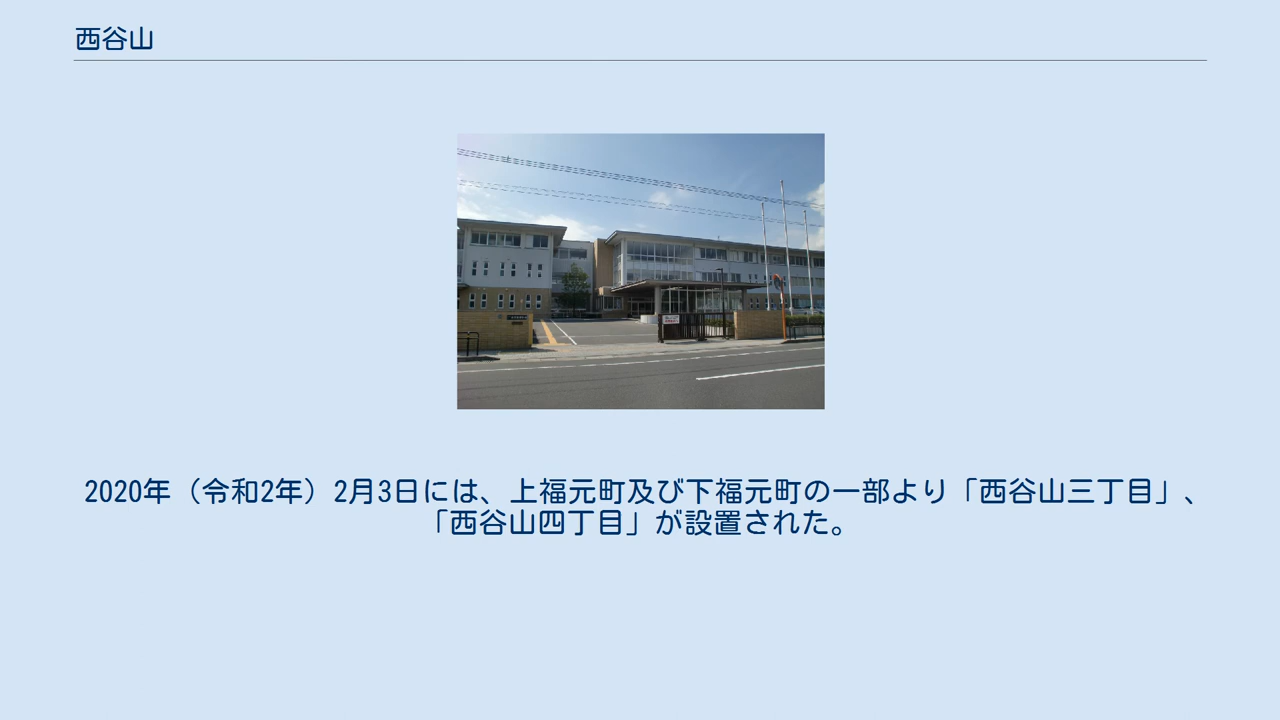 西谷山
2020年（令和2年）2月3日には、上福元町及び下福元町の一部より「西谷山三丁目」、
「西谷山四丁目」が設置された。